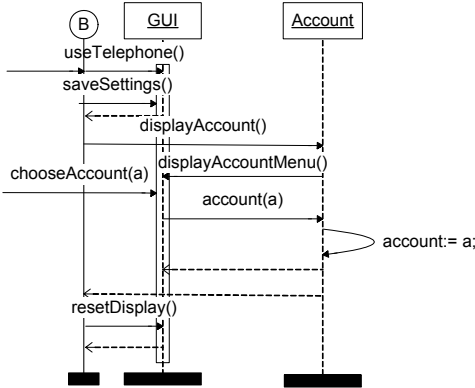 B
GUI
Account
useTelephone()
saveSettings()
displayAccount()
displayAccountMenu()
chooseAccount(a)
account(a)
account:= a;
resetDisplay()